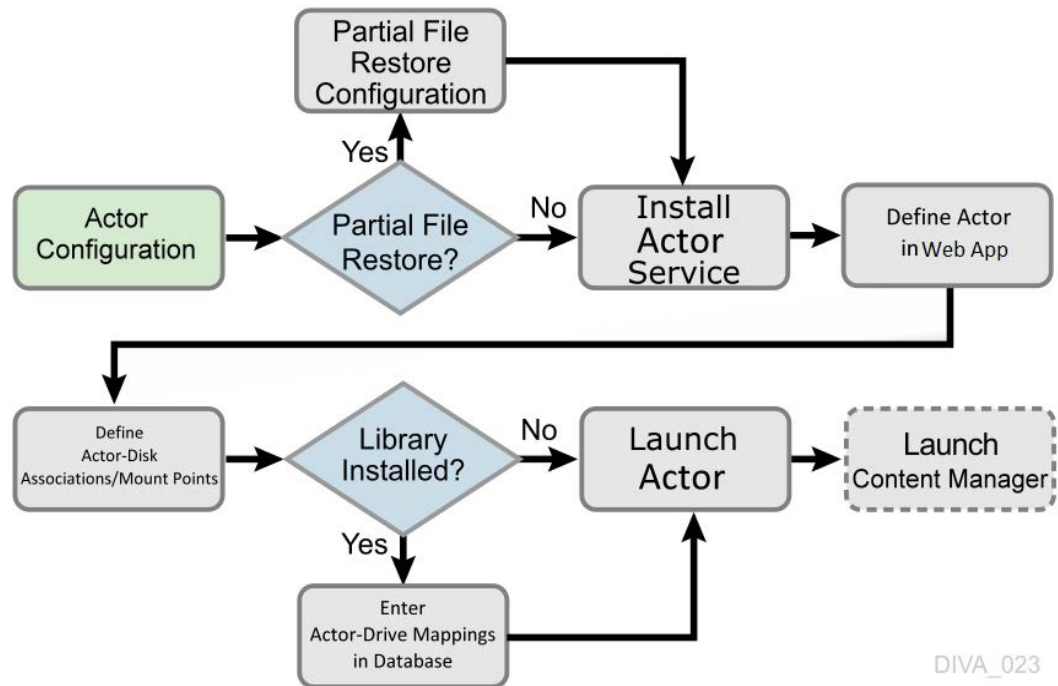 Partial File
Restore
Configuration
Yes
Actor
Configuration
Partial File
Restore?
No
Install
Actor
Service
Define Actor
in Web App
Define
Actor-Disk
Associations/Mount Points
Library
Installed?
No
Launch
Actor
Launch
Content Manager
Yes
Enter
Actor-Drive Mappings
in Database
DIVA_023